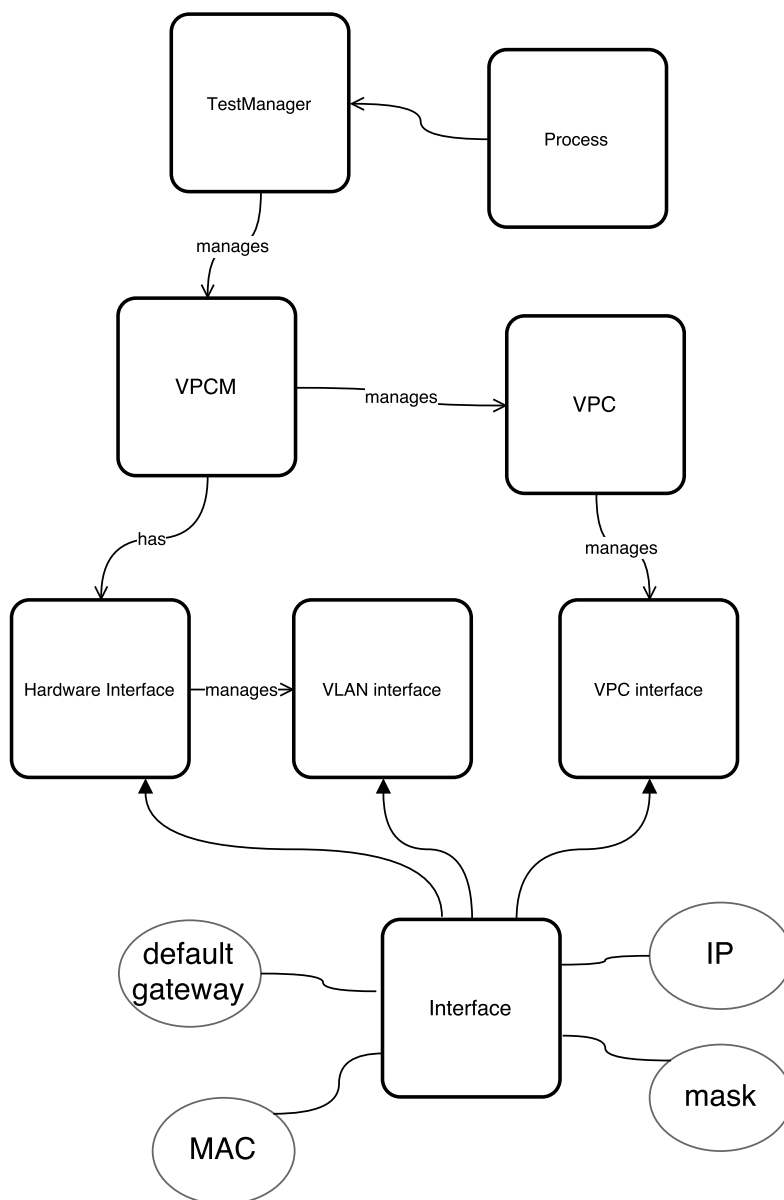 TestManager
Process
manages
VPCM
manages
VPC
has
manages
Hardware Interface
manages
VLAN interface
VPC interface
default
gateway
Interface
IP
mask
MAC